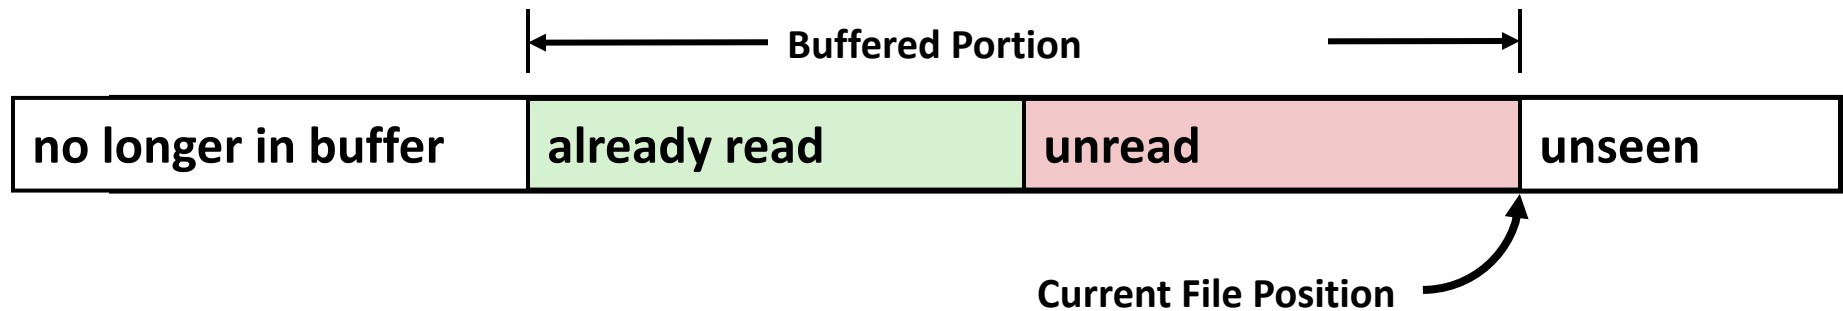 Buffered Portion
no longer in buffer already read unread unseen
Current File Position